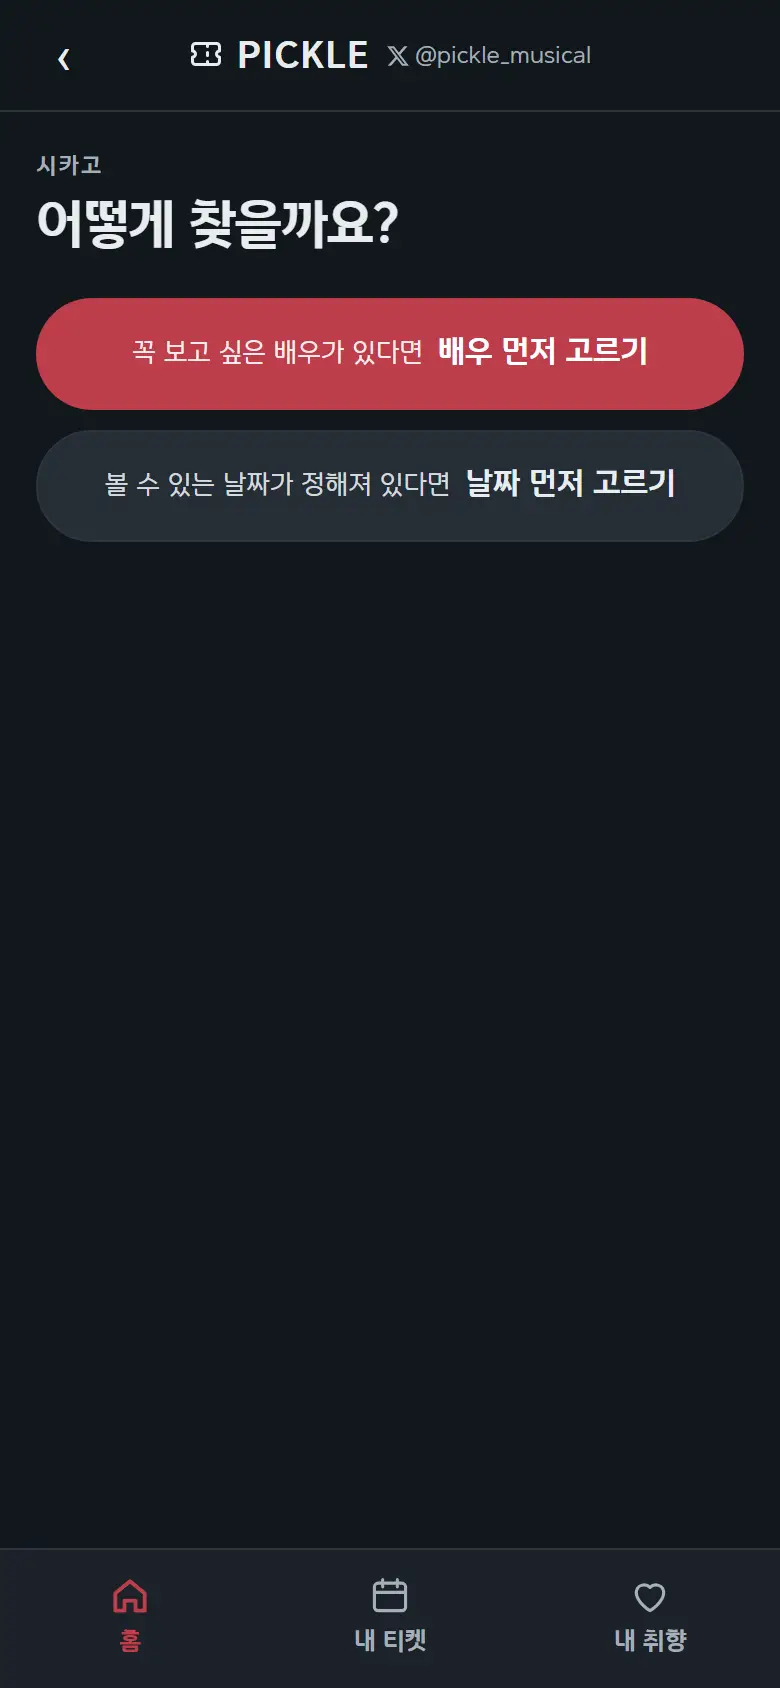 ‹ PICKLE 𝕏 @pickle_musical
시카고
어떻게 찾을까요?
꼭 보고 싶은 배우가 있다면 배우 먼저 고르기
볼 수 있는 날짜가 정해져 있다면 날짜 먼저 고르기
홈 내 티켓 내 취향